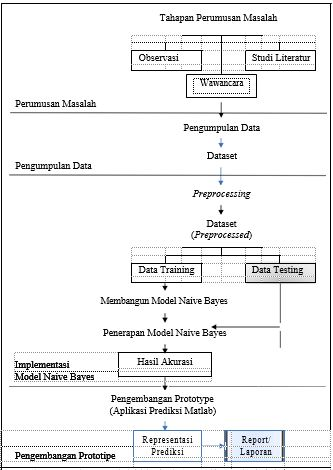 Tahapan Perumusan Masalah
Observasi
Studi Literatur
Wawancara
Perumusan Masalah
Pengumpulan Data
Dataset
Pengumpulan Data
Preprocessing
Dataset
(Preprocessed)
Data Training
Data Testing
Membangun Model Naive Bayes
Penerapan Model Naive Bayes
Hasil Akurasi
Implementasi
Model Naive Bayes
Pengembangan Prototype
(Aplikasi Prediksi Matlab)
Representasi
Prediksi
Report/
Laporan
Pengembangan Prototipe